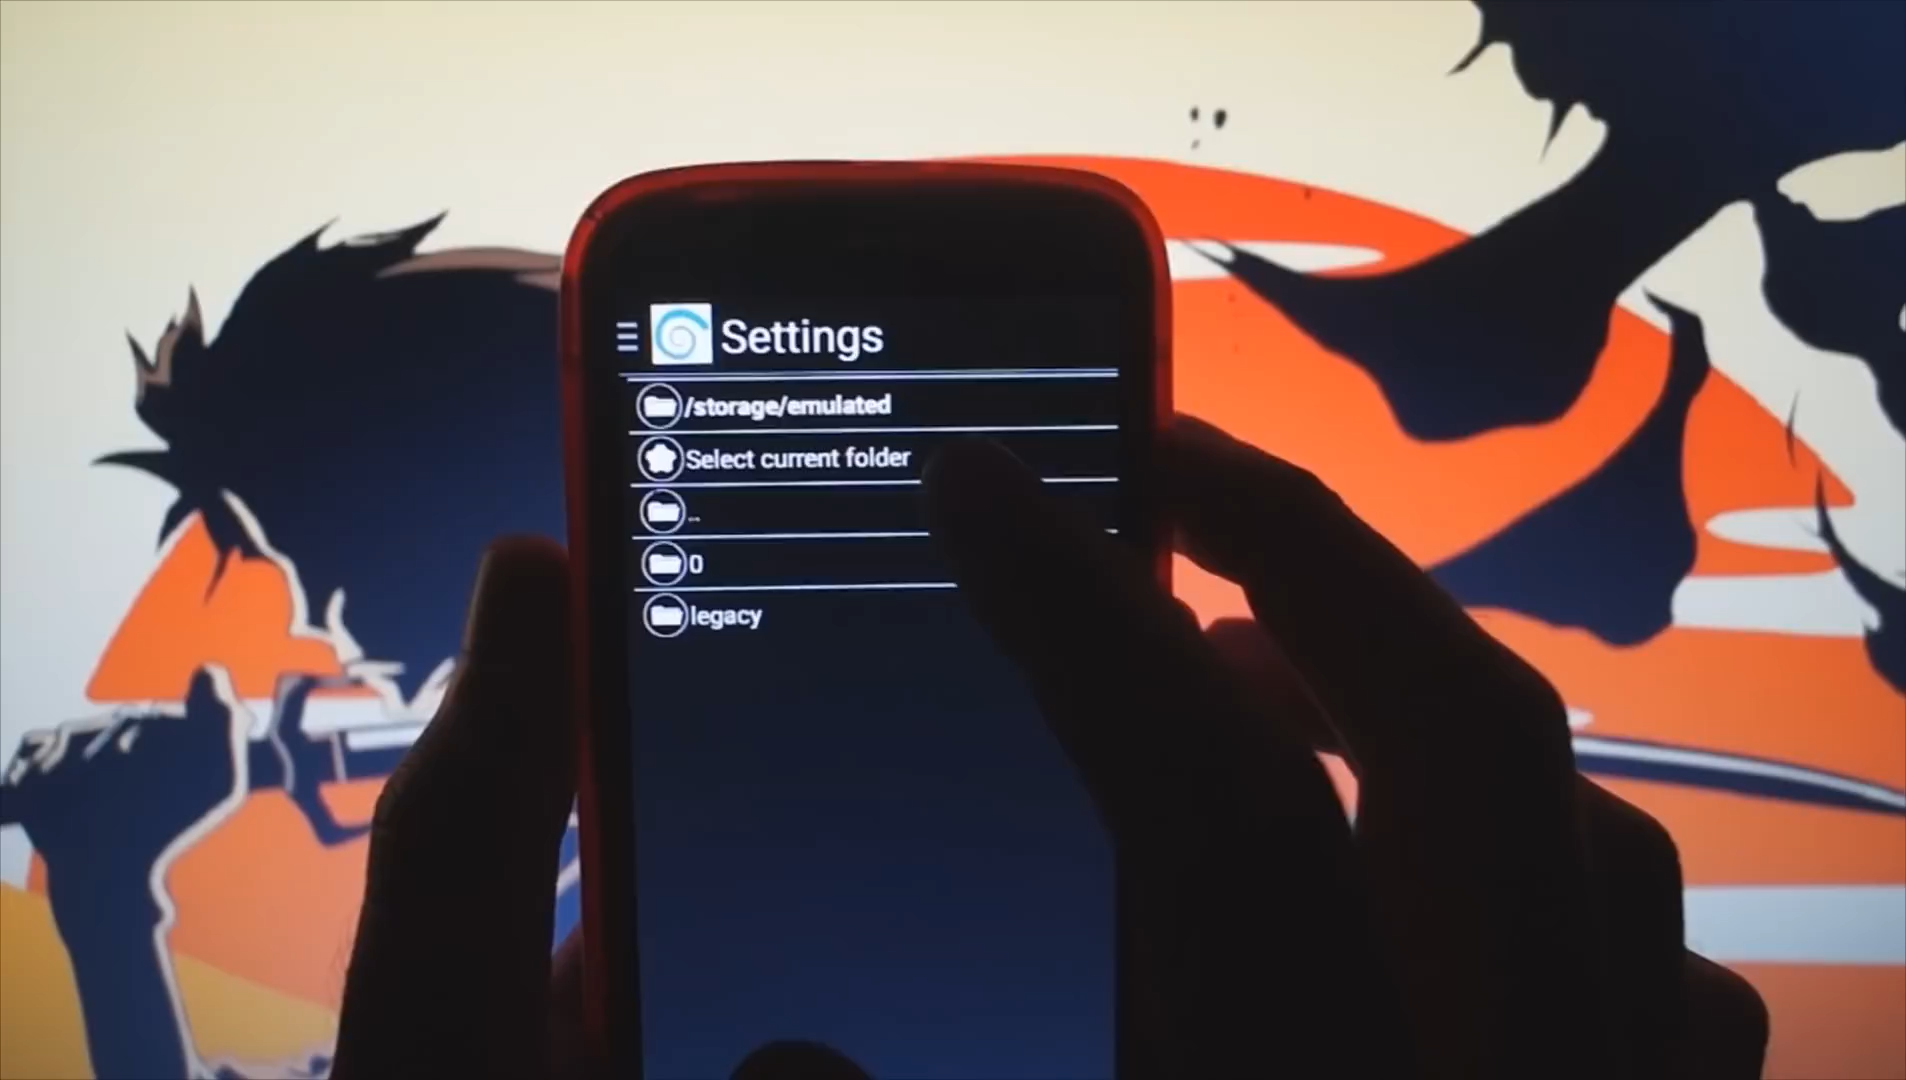 Settings
/storage/emulated
Select current folder
..
0
legacy